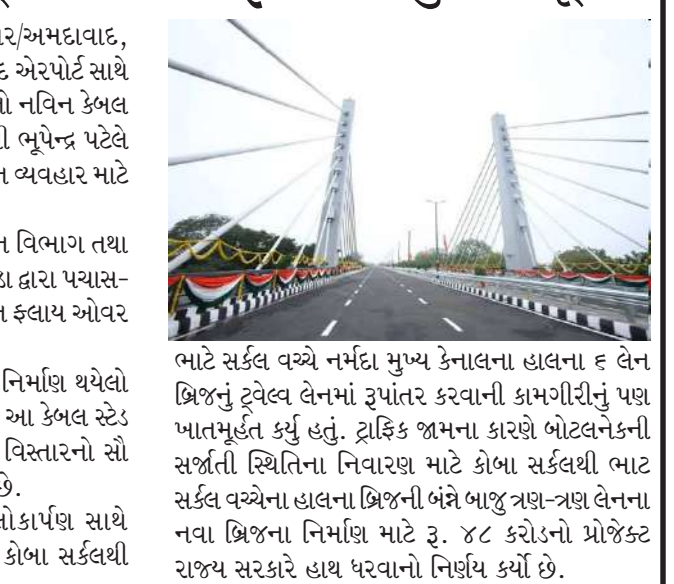 ર/અમદાવાદ,
એરપોર્ટ સાથે
નવિન કેબલ
ભૂપેન્દ્ર પટેલે
વ્યવહાર માટે
વિભાગ તથા
દ્વારા પચાસ-
ફ્લાય ઓવર
નિર્માણ થયેલો
આ કેબલ સ્ટેડ
વિસ્તારનો સૌ
છે.
લોકાર્પણ સાથે
કોબા સર્કલથી
ભાટે સર્કલ વચ્ચે નર્મદા મુખ્ય કેનાલના હાલના ૬ લેન
બ્રિજનું ટ્વેલ્વ લેનમાં રૂપાંતર કરવાની કામગીરીનું પણ
ખાતમૂર્હત કર્યુ હતું. ટ્રાફિક જામના કારણે બોટલનેકની
સર્જાતી સ્થિતિના નિવારણ માટે કોબા સર્કલથી ભાટ
સર્કલ વચ્ચેના હાલના બ્રિજની બંન્ને બાજુ ત્રણ-ત્રણ લેનના
નવા બ્રિજના નિર્માણ માટે રૂ. ૪૮ કરોડનો પ્રોજેક્ટ
રાજ્ય સરકારે હાથ ધરવાનો નિર્ણય કર્યો છે.